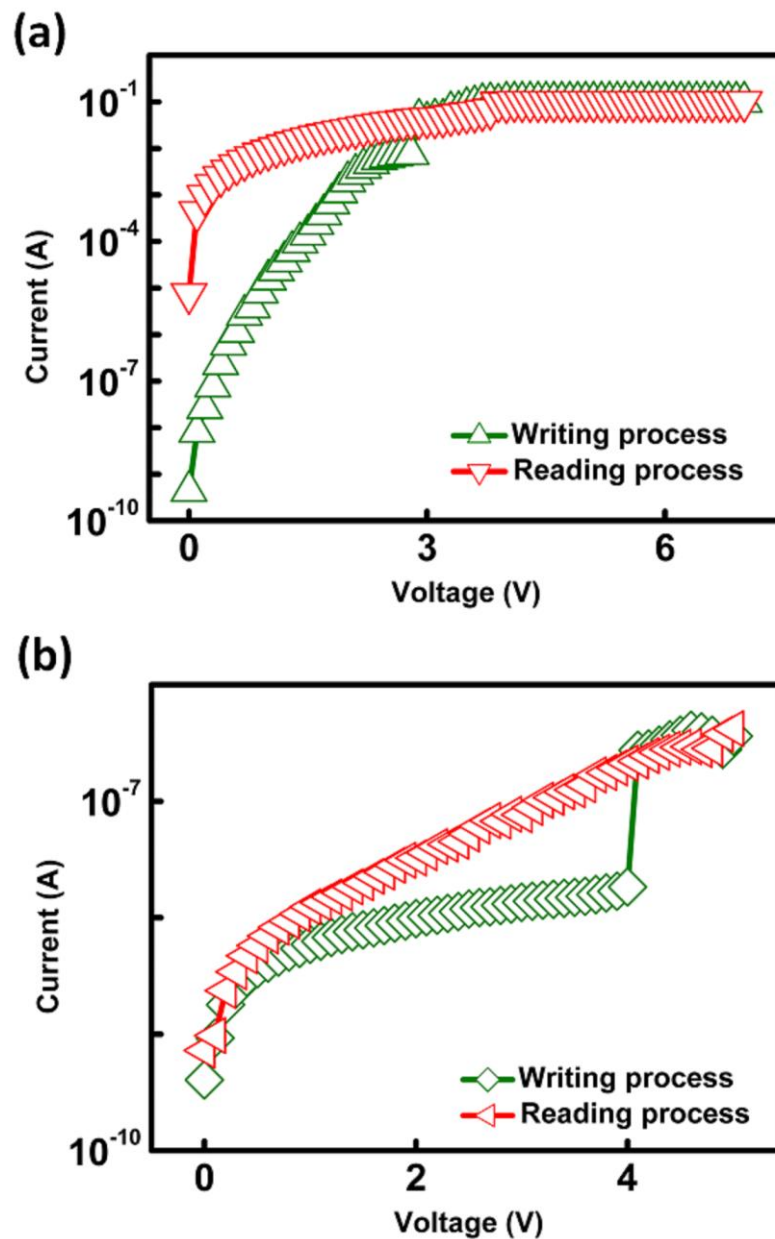 (a)
10⁻¹
10⁻⁴
10⁻⁷
10⁻¹⁰
Current (A)
Writing process
Reading process
0 3 6
Voltage (V)
(b)
10⁻⁷
10⁻¹⁰
Current (A)
Writing process
Reading process
0 2 4
Voltage (V)